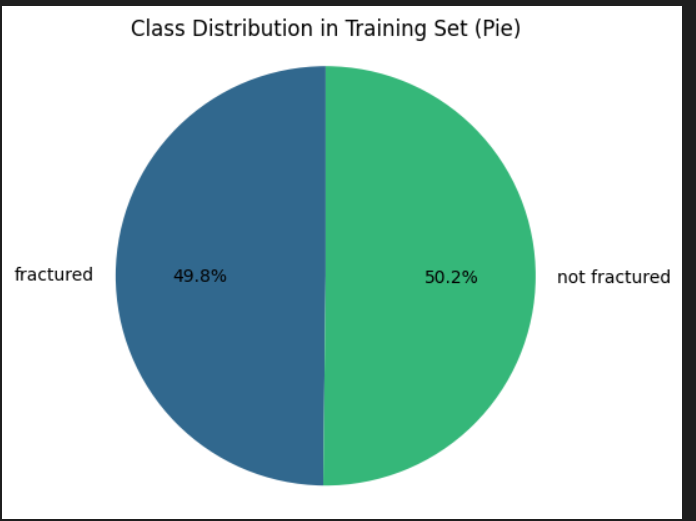 Class Distribution in Training Set (Pie)
fractured
49.8%
50.2%
not fractured